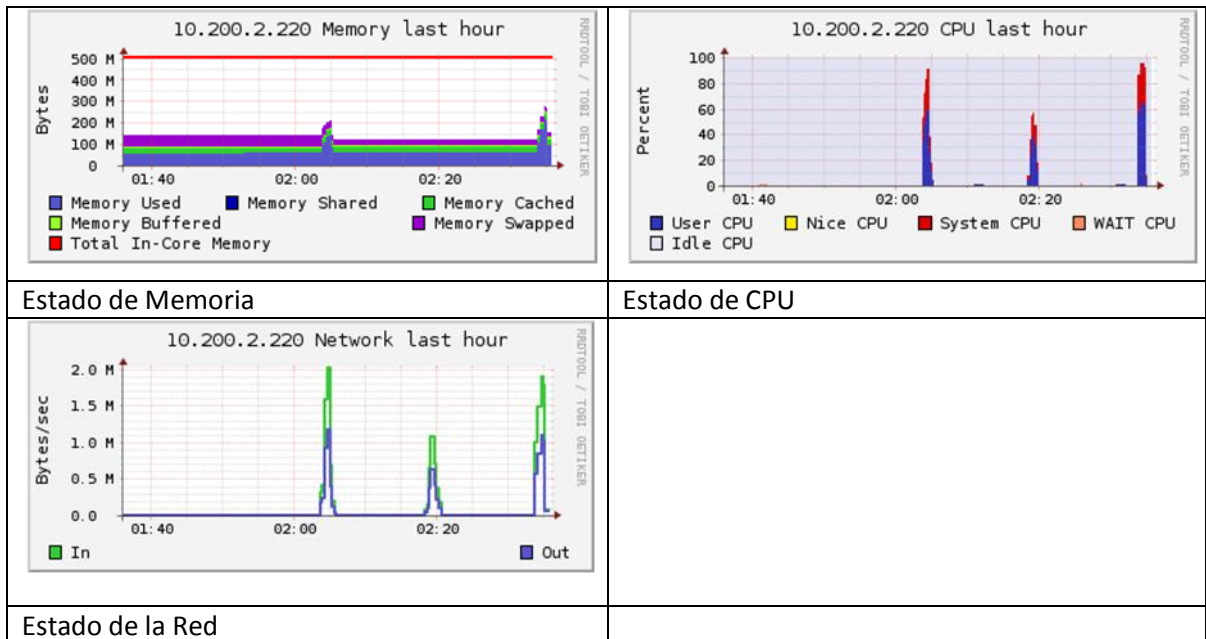 10.200.2.220 Memory last hour
RRDTOOL / TOBI OETIKER
Bytes
500 M
400 M
300 M
200 M
100 M
0
01:40 02:00 02:20
Memory Used Memory Shared Memory Cached
Memory Buffered Memory Swapped
Total In-Core Memory
10.200.2.220 CPU last hour
RRDTOOL / TOBI OETIKER
Percent
100
80
60
40
20
0
01:40 02:00 02:20
User CPU Nice CPU System CPU WAIT CPU
Idle CPU
Estado de Memoria
Estado de CPU
10.200.2.220 Network last hour
RRDTOOL / TOBI OETIKER
Bytes/sec
2.0 M
1.5 M
1.0 M
0.5 M
0.0
01:40 02:00 02:20
In Out
Estado de la Red